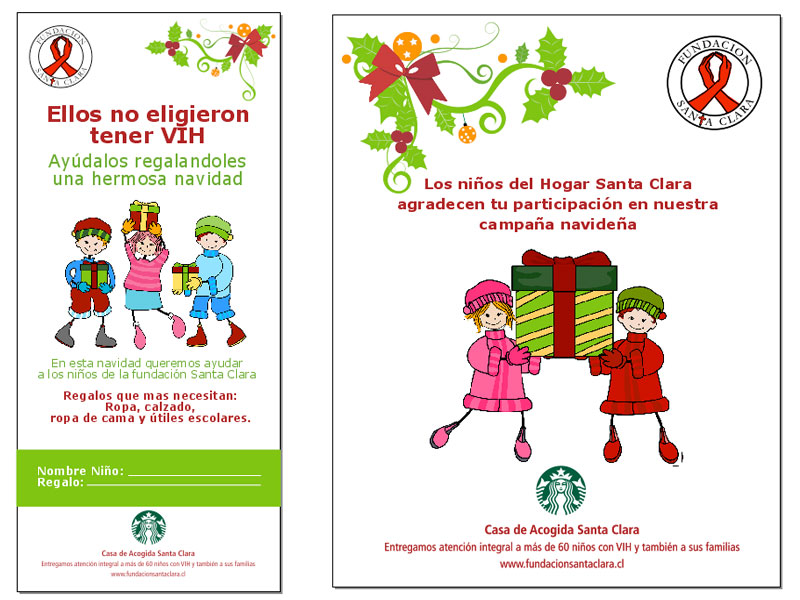 FUNDACION
SANTA CLARA
Ellos no eligieron
tener VIH
Ayúdalos regalandoles
una hermosa navidad
En esta navidad queremos ayudar
a los niños de la fundación Santa Clara
Regalos que mas necesitan:
Ropa, calzado,
ropa de cama y útiles escolares.
Nombre Niño:
Regalo:
Casa de Acogida Santa Clara
Entregamos atención integral a más de 60 niños con VIH y también a sus familias
www.fundacionsantaclara.cl
FUNDACION
SANTA CLARA
Los niños del Hogar Santa Clara
agradecen tu participación en nuestra
campaña navideña
Casa de Acogida Santa Clara
Entregamos atención integral a más de 60 niños con VIH y también a sus familias
www.fundacionsantaclara.cl